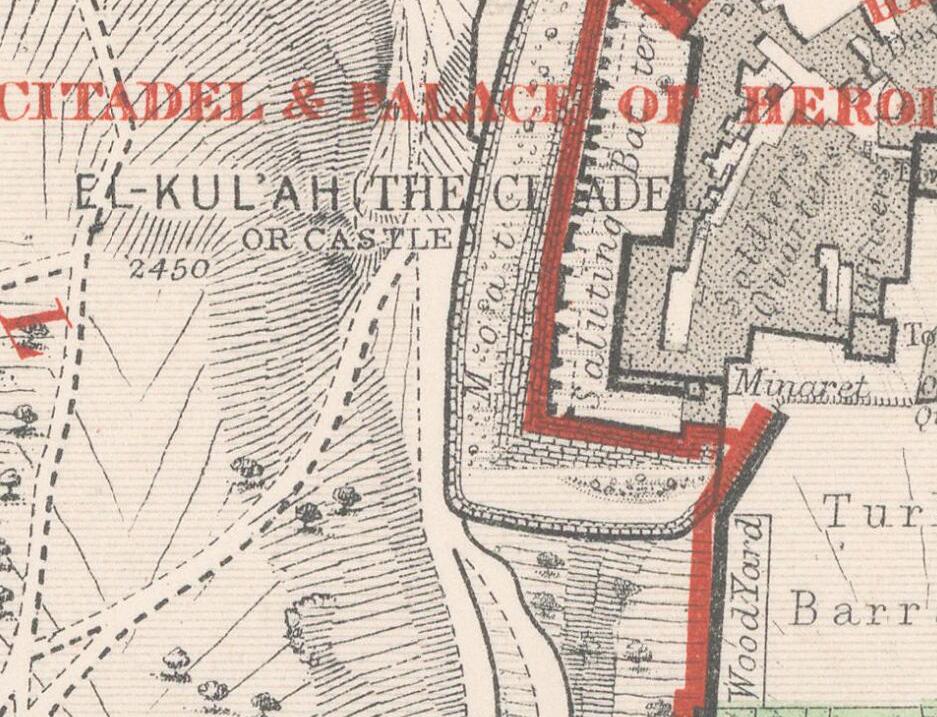 CITADEL & PALACE OF HEROD
EL-KUL'AH (THE CITADEL
OR CASTLE
2450
Moat
Saluting Battery
Soldiers
Quarters
Minaret
Wood Yard
Barr